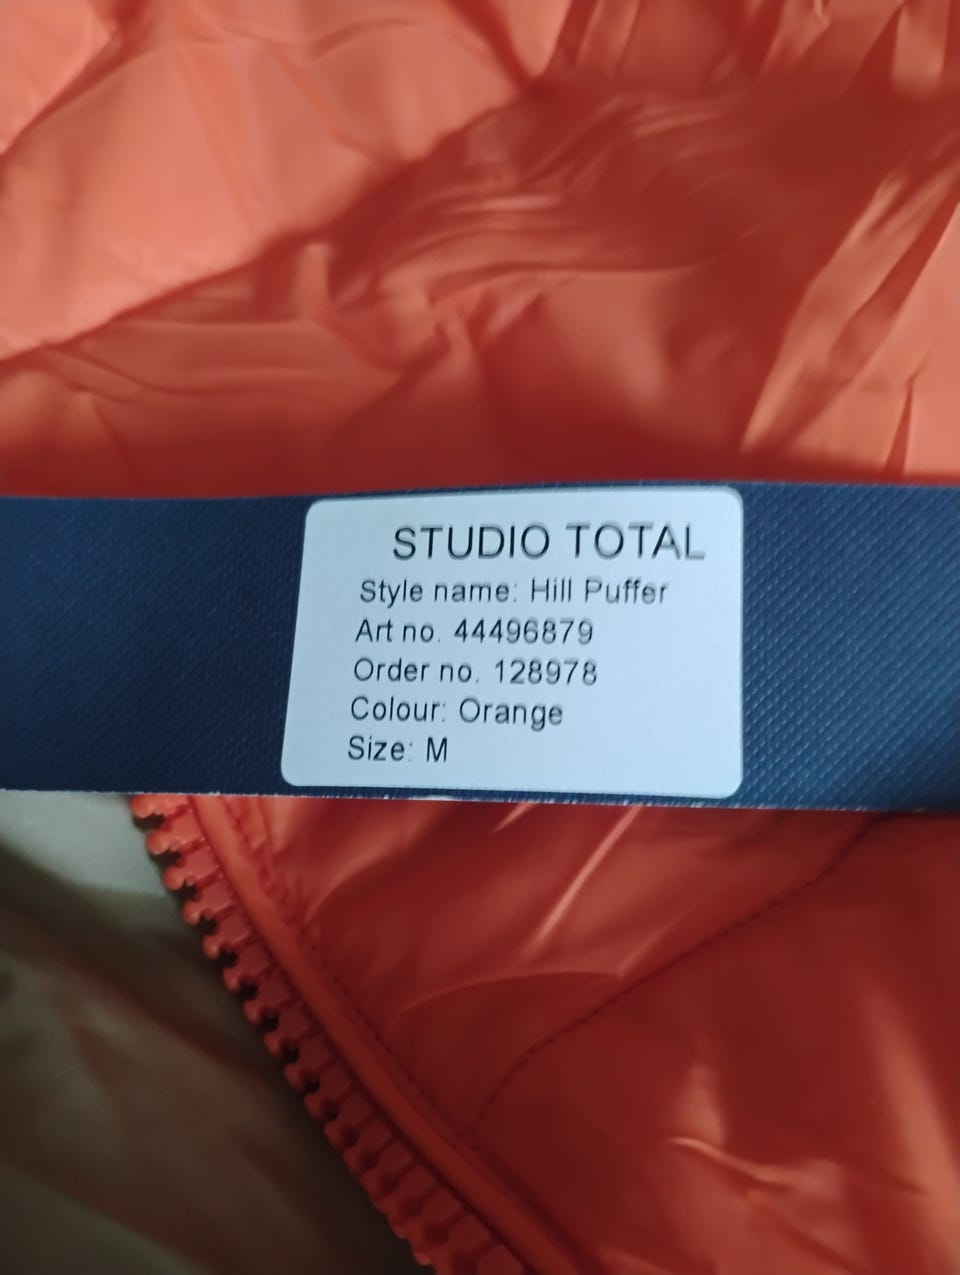 STUDIO TOTAL
Style name: Hill Puffer
Art no. 44496879
Order no. 128978
Colour: Orange
Size: M